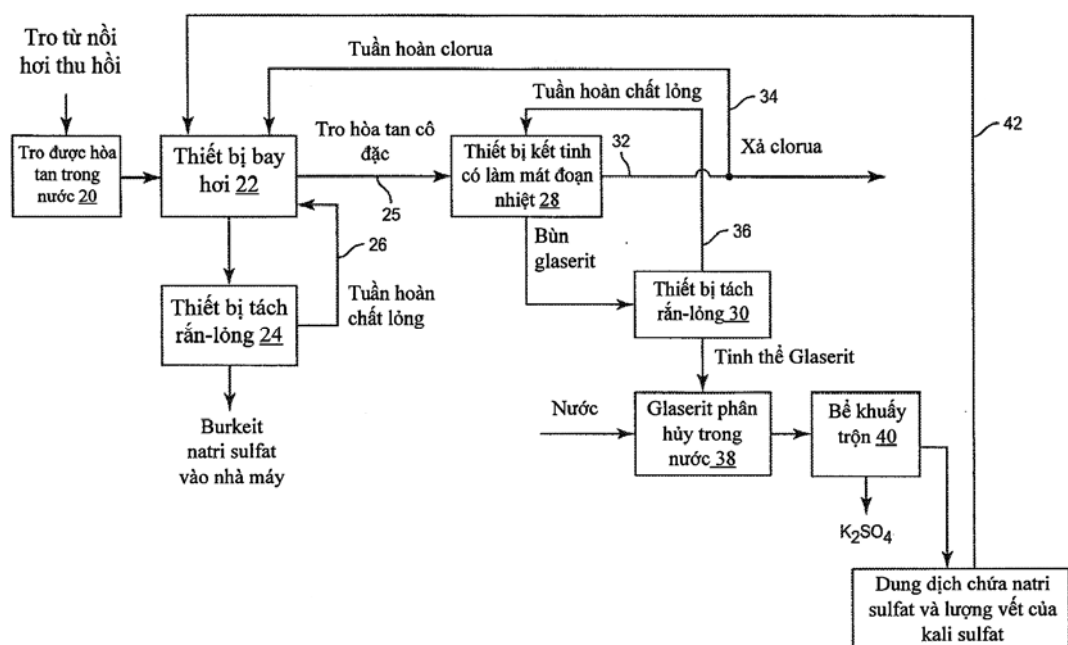 Tro từ nồi
hơi thu hồi
Tuần hoàn clorua
Tuần hoàn chất lỏng
34
42
Tro được hòa
tan trong
nước 20
Thiết bị bay
hơi 22
Tro hòa tan cô
đặc
25
Thiết bị kết tinh
có làm mát đoạn
nhiệt 28
32
Xả clorua
26
Bùn
glaserit
36
Thiết bị tách
rắn-lỏng 24
Tuần hoàn
chất lỏng
Thiết bị tách
rắn-lỏng 30
Tinh thể Glaserit
Burkeit
natri sulfat
vào nhà máy
Nước
Glaserit phân
hủy trong
nước 38
Bể khuấy
trộn 40
K2SO4
Dung dịch chứa natri
sulfat và lượng vết của
kali sulfat